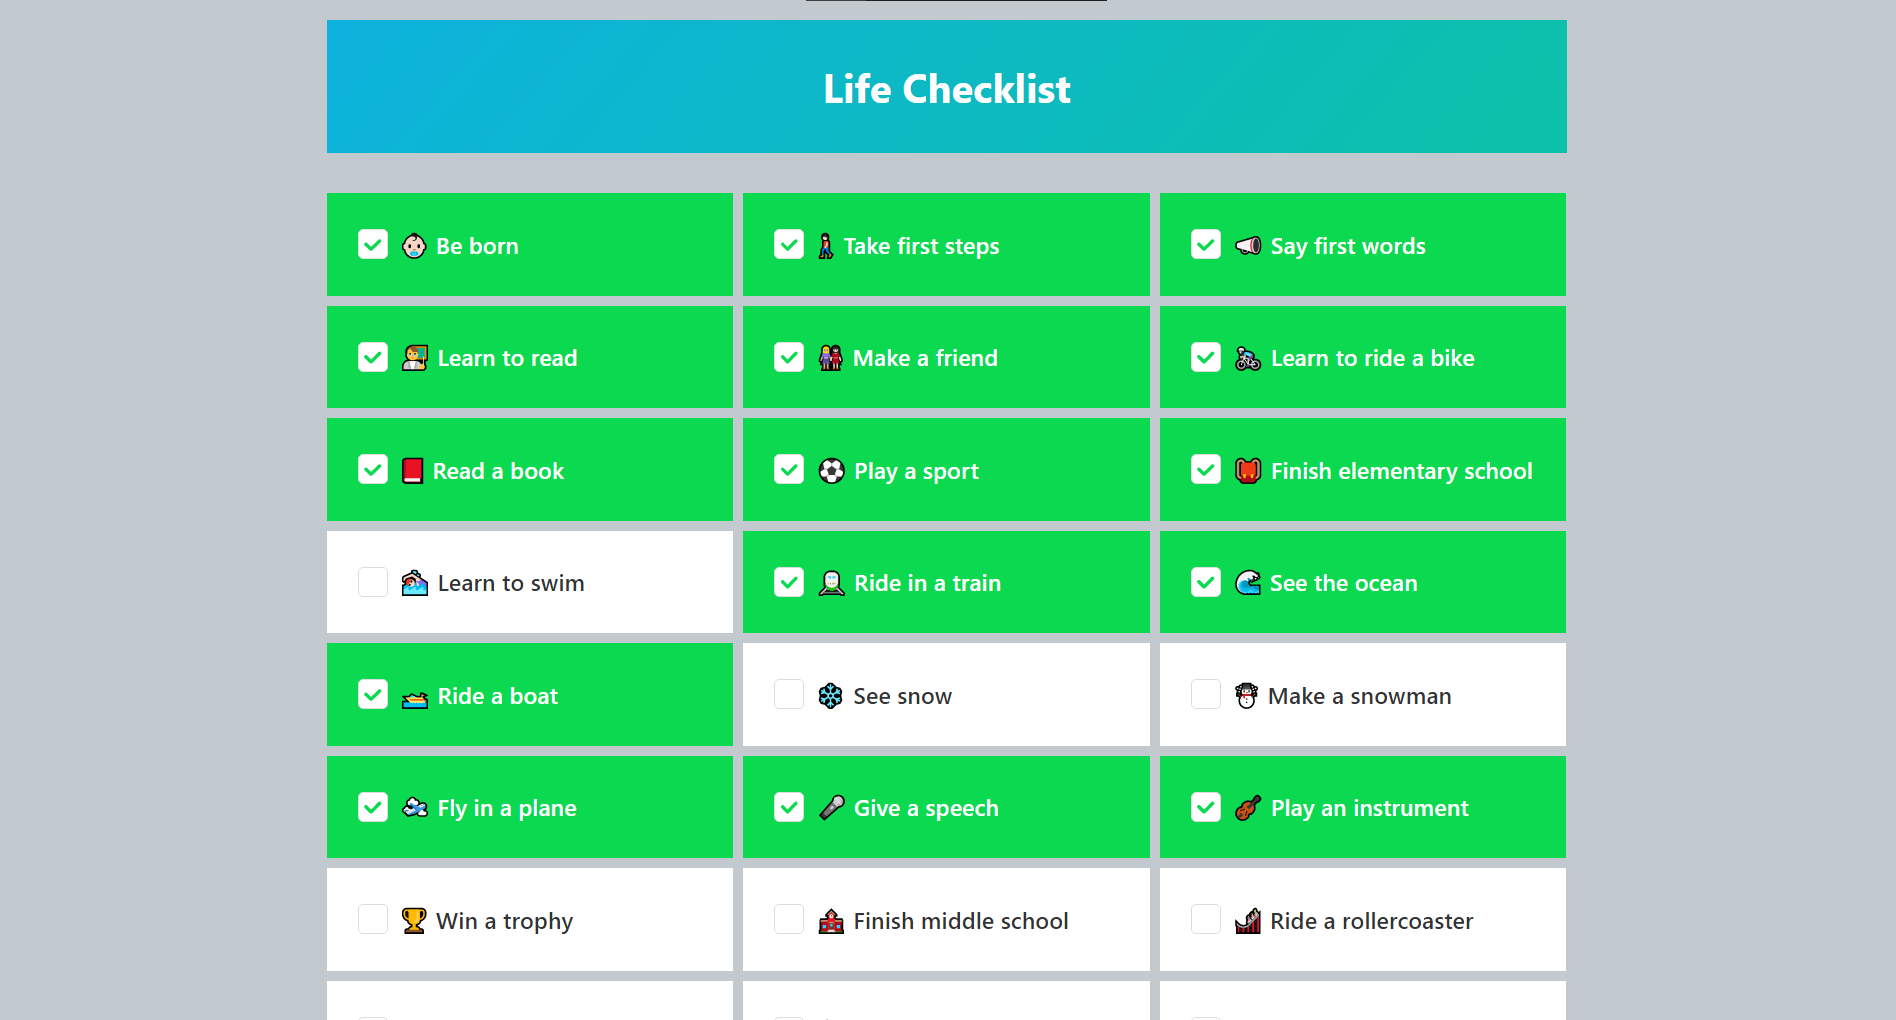 Life Checklist
Be born
Take first steps
Say first words
Learn to read
Make a friend
Learn to ride a bike
Read a book
Play a sport
Finish elementary school
Learn to swim
Ride in a train
See the ocean
Ride a boat
See snow
Make a snowman
Fly in a plane
Give a speech
Play an instrument
Win a trophy
Finish middle school
Ride a rollercoaster